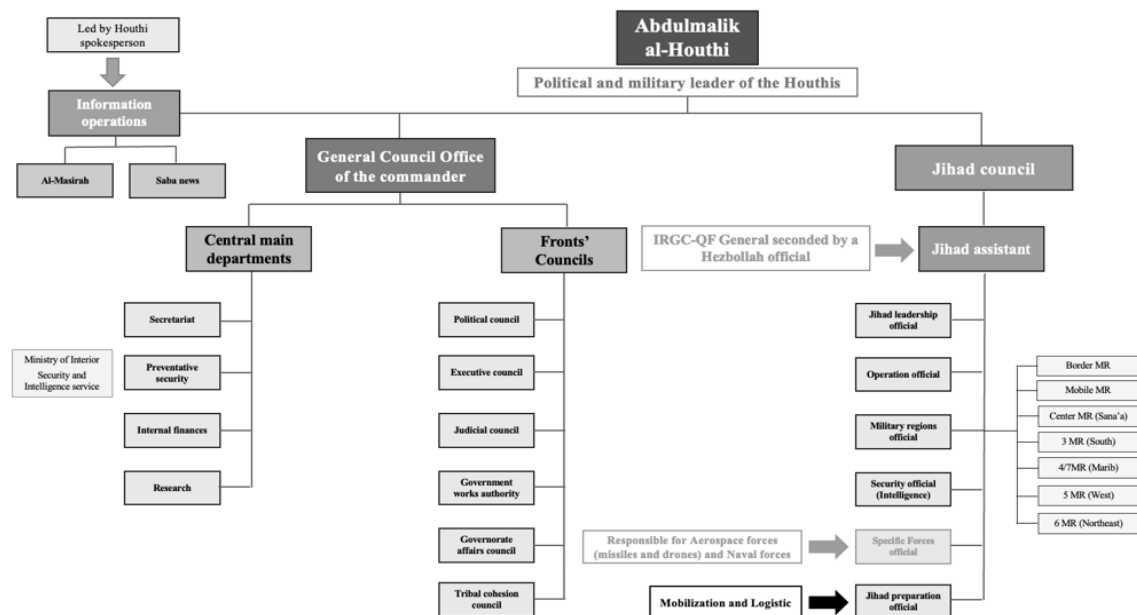 Led by Houthi
spokesperson
Abdulmalik
al-Houthi
Political and military leader of the Houthis
Information
operations
Al-Masirah
Saba news
General Council Office
of the commander
Jihad council
Central main
departments
Fronts'
Councils
IRGC-QF General seconded by a
Hezbollah official
Jihad assistant
Secretariat
Ministry of Interior
Security and
Intelligence service
Preventative
security
Internal finances
Research
Political council
Executive council
Judicial council
Government
works authority
Governorate
affairs council
Tribal cohesion
council
Jihad leadership
official
Operation official
Military regions
official
Security official
(Intelligence)
Responsible for Aerospace forces
(missiles and drones) and Naval forces
Specific Forces
official
Mobilization and Logistic
Jihad preparation
official
Border MR
Mobile MR
Center MR (Sana'a)
3 MR (South)
4/7MR (Marib)
5 MR (West)
6 MR (Northeast)